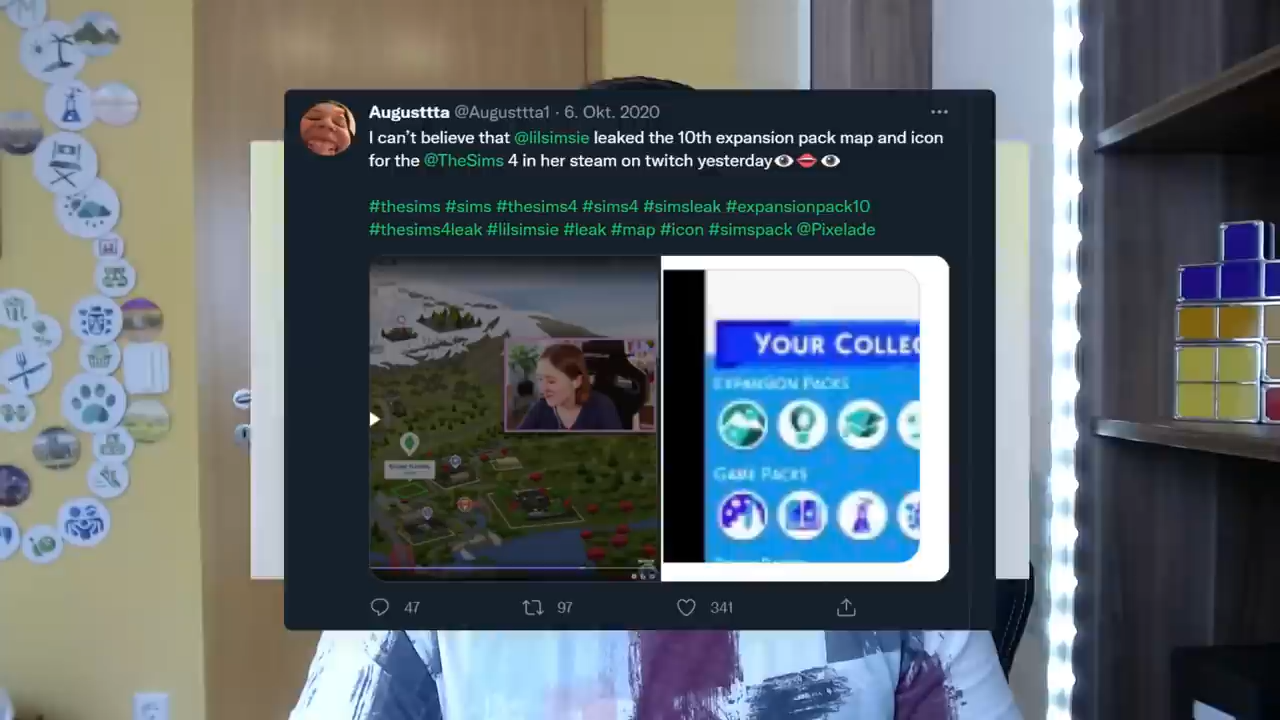 Augusttta @Augusttta1 · 6. Okt. 2020
I can't believe that @lilsimsie leaked the 10th expansion pack map and icon
for the @TheSims 4 in her steam on twitch yesterday👁👄👁
#thesims #sims #thesims4 #sims4 #simsleak #expansionpack10
#thesims4leak #lilsimsie #leak #map #icon #simspack @Pixelade
YOUR COLLEC
EXPANSION PACKS
GAME PACKS
47 97 341